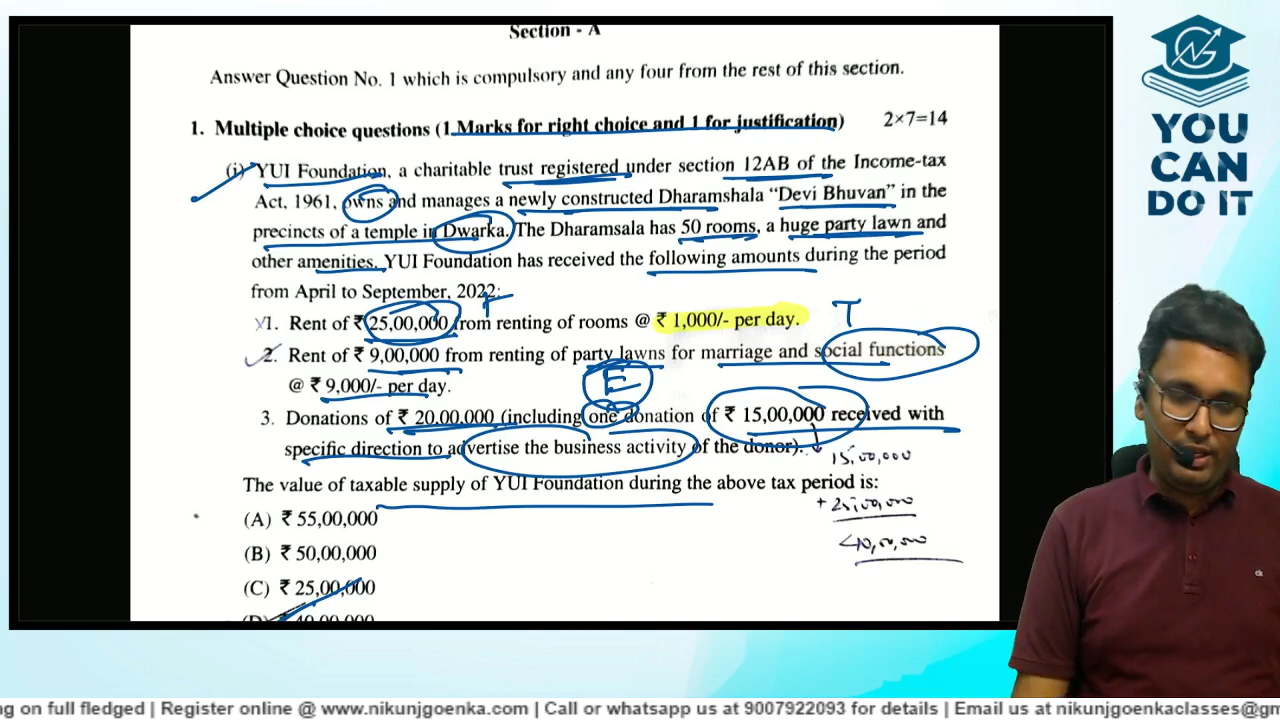 Section - A
Answer Question No. 1 which is compulsory and any four from the rest of this section.
1. Multiple choice questions (1 Marks for right choice and 1 for justification) 2×7=14
(i) YUI Foundation, a charitable trust registered under section 12AB of the Income-tax
Act, 1961, owns and manages a newly constructed Dharamshala "Devi Bhuvan" in the
precincts of a temple in Dwarka. The Dharamsala has 50 rooms, a huge party lawn and
other amenities. YUI Foundation has received the following amounts during the period
from April to September, 2022:
1. Rent of ₹ 25,00,000 from renting of rooms @ ₹ 1,000/- per day.
T
2. Rent of ₹ 9,00,000 from renting of party lawns for marriage and social functions
@ ₹ 9,000/- per day.
E
3. Donations of ₹ 20,00,000 (including one donation of ₹ 15,00,000 received with
specific direction to advertise the business activity of the donor).
15,00,000
The value of taxable supply of YUI Foundation during the above tax period is:
+ 25,00,000
(A) ₹ 55,00,000
40,00,000
(B) ₹ 50,00,000
(C) ₹ 25,00,000
(D) ₹ 40,00,000
NG
YOU
CAN
DO IT
ng on full fledged | Register online @ www.nikunjgoenka.com | Call or whatsapp us at 9007922093 for details | Email us at nikunjgoenkaclasses@gm